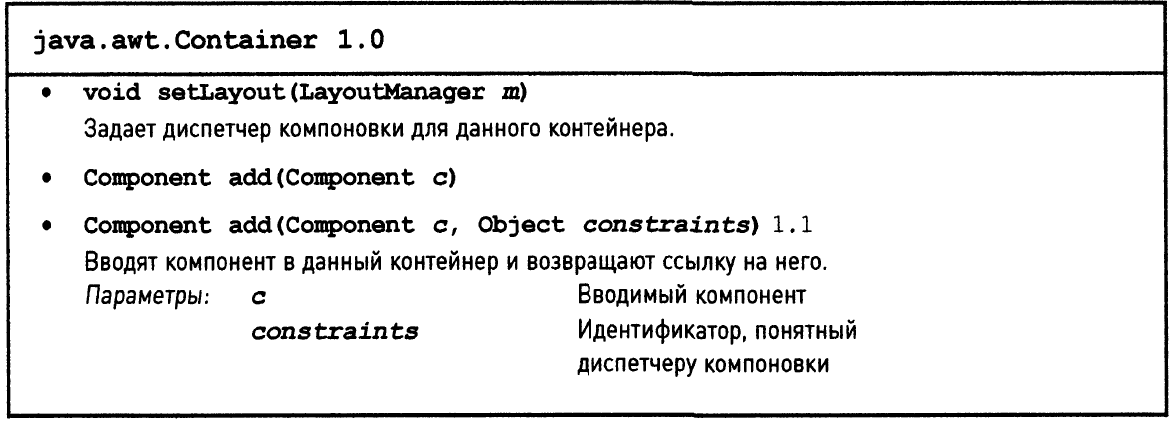 java.awt.Container 1.0
• void setLayout(LayoutManager m)
Задает диспетчер компоновки для данного контейнера.
• Component add(Component c)
• Component add(Component c, Object constraints) 1.1
Вводят компонент в данный контейнер и возвращают ссылку на него.
Параметры: c Вводимый компонент
constraints Идентификатор, понятный
диспетчеру компоновки